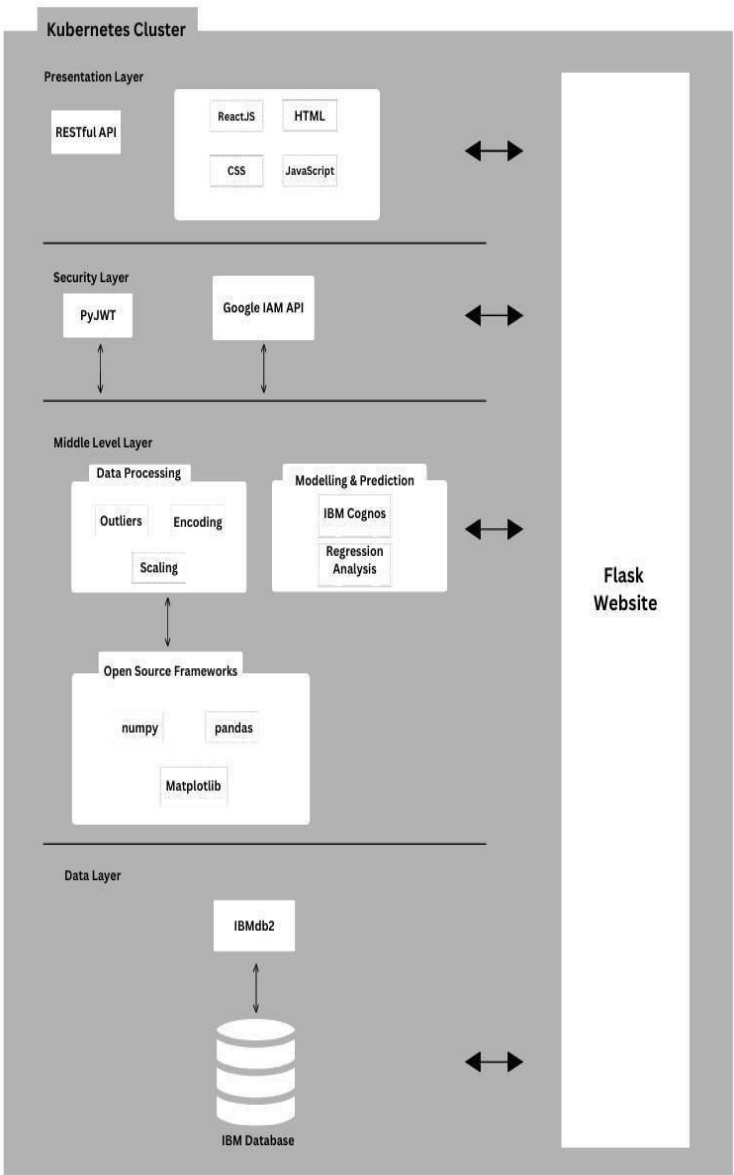 Kubernetes Cluster
Presentation Layer
RESTful API
ReactJS
HTML
CSS
JavaScript
Security Layer
PyJWT
Google IAM API
Middle Level Layer
Data Processing
Outliers
Encoding
Scaling
Modelling & Prediction
IBM Cognos
Regression
Analysis
Open Source Frameworks
numpy
pandas
Matplotlib
Data Layer
IBMdb2
IBM Database
Flask
Website